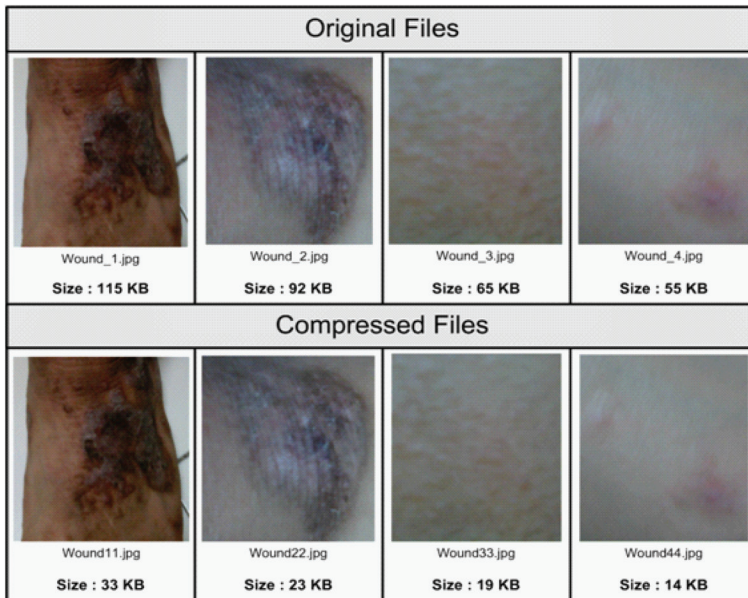 Original Files
Wound_1.jpg
Size : 115 KB
Wound_2.jpg
Size : 92 KB
Wound_3.jpg
Size : 65 KB
Wound_4.jpg
Size : 55 KB
Compressed Files
Wound11.jpg
Size : 33 KB
Wound22.jpg
Size : 23 KB
Wound33.jpg
Size : 19 KB
Wound44.jpg
Size : 14 KB